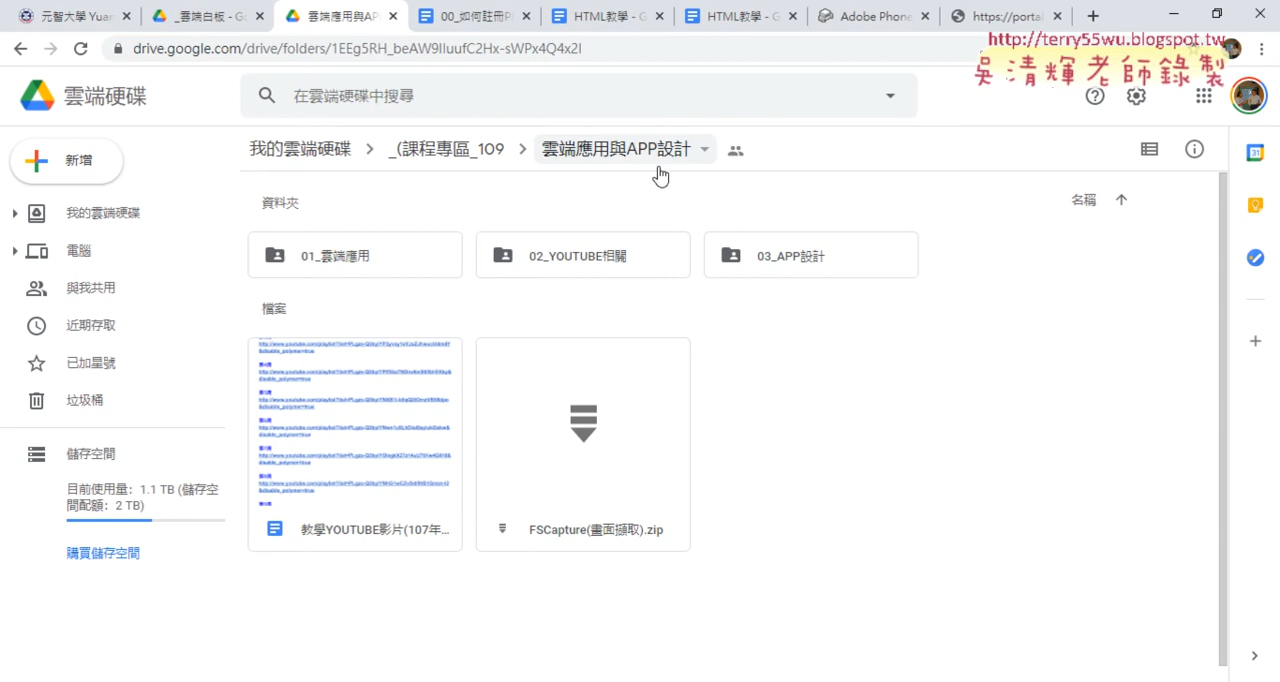 元智大學 Yuan
_雲端白板 - Go
雲端應用與AP
00_如何註冊P
HTML教學 - G
HTML教學 - G
Adobe Phone
https://portal
drive.google.com/drive/folders/1EEg5RH_beAW9lIuufC2Hx-sWPx4Q4x2I
http://terry55wu.blogspot.tw
吳清輝老師錄製
雲端硬碟
在雲端硬碟中搜尋
新增
我的雲端硬碟 > _(課程專區_109 > 雲端應用與APP設計
資料夾
名稱
01_雲端應用
02_YOUTUBE相關
03_APP設計
檔案
教學YOUTUBE影片(107年...
FSCapture(畫面擷取).zip
我的雲端硬碟
電腦
與我共用
近期存取
已加星號
垃圾桶
儲存空間
目前使用量：1.1 TB (儲存空
間配額：2 TB)
購買儲存空間
31